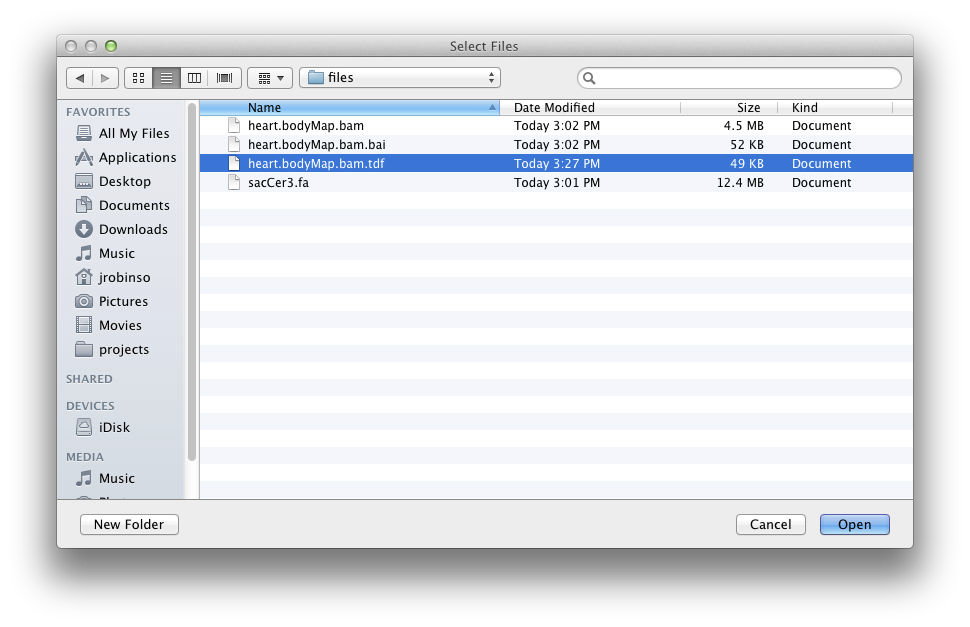 Select Files
files
Name Date Modified Size Kind
heart.bodyMap.bam Today 3:02 PM 4.5 MB Document
heart.bodyMap.bam.bai Today 3:02 PM 52 KB Document
heart.bodyMap.bam.tdf Today 3:27 PM 49 KB Document
sacCer3.fa Today 3:01 PM 12.4 MB Document
FAVORITES
All My Files
Applications
Desktop
Documents
Downloads
Music
jrobinso
Pictures
Movies
projects
SHARED
DEVICES
iDisk
MEDIA
Music
New Folder Cancel Open